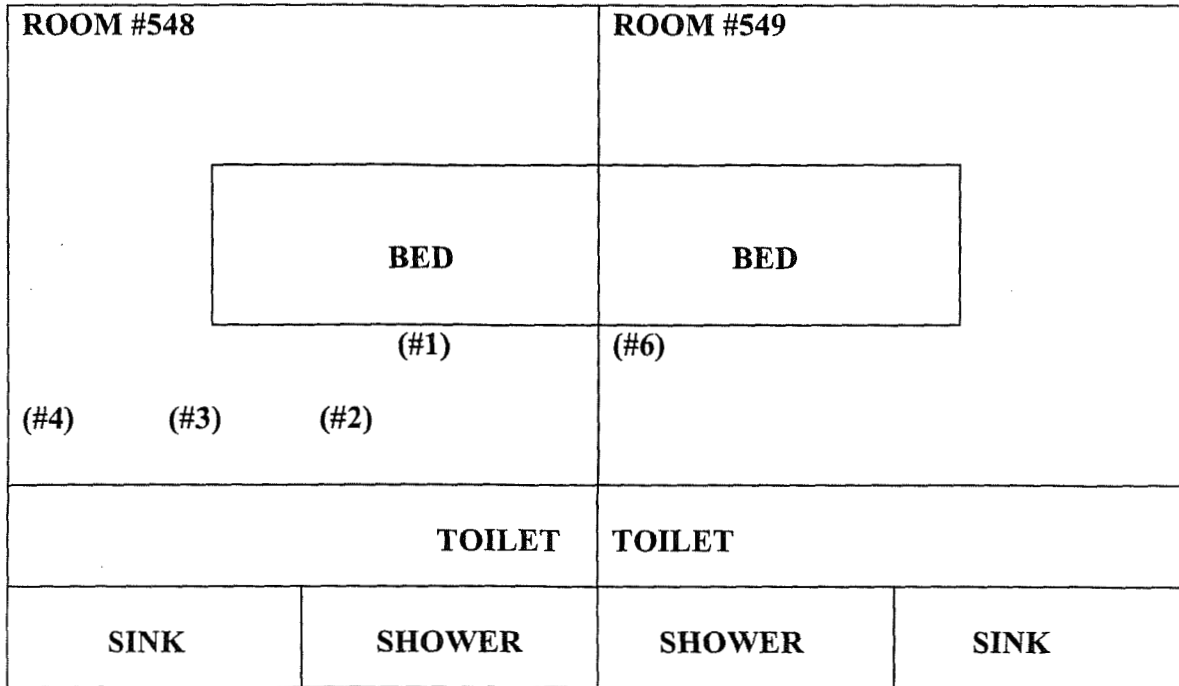 ROOM #548 ROOM #549
BED BED
(#1) (#6)
(#4) (#3) (#2)
TOILET TOILET
SINK SHOWER SHOWER SINK